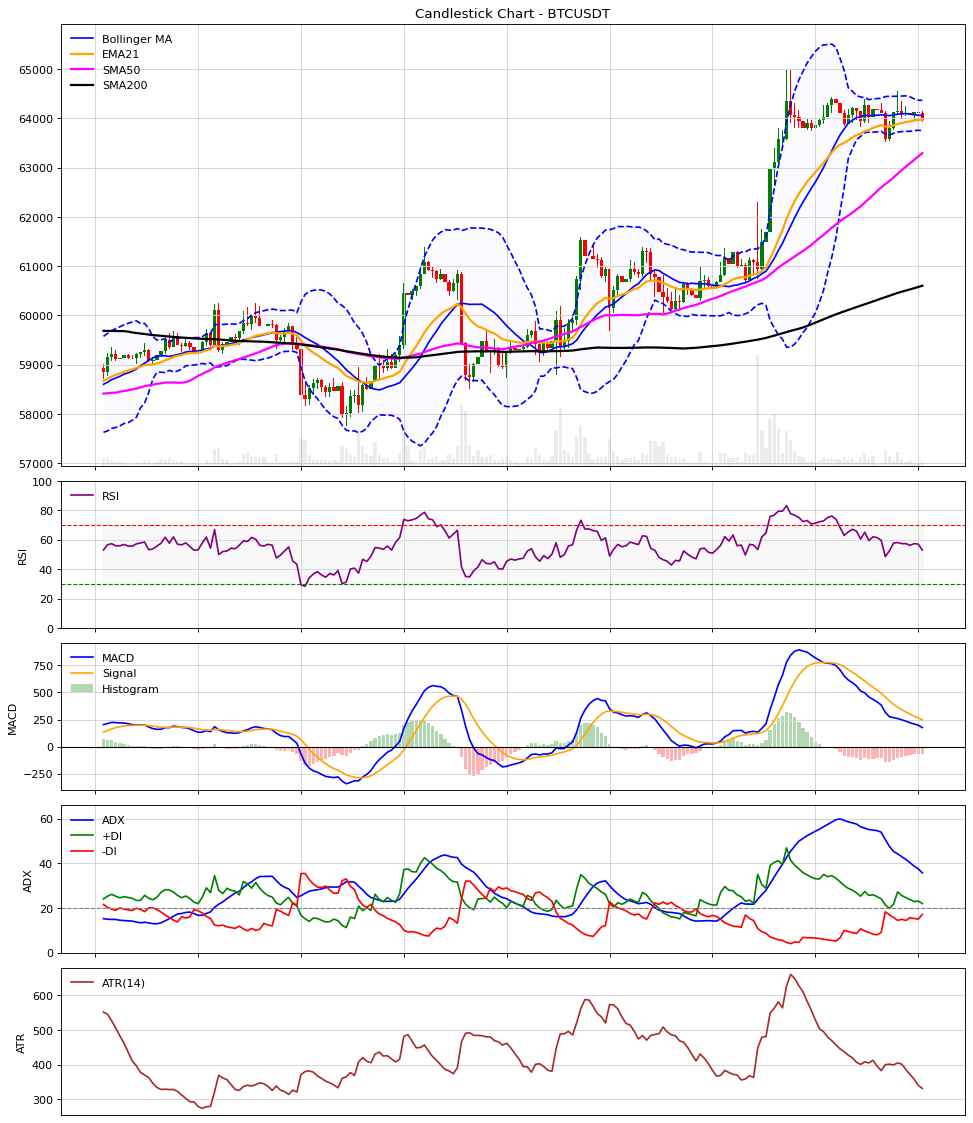 Candlestick Chart - BTCUSDT
Bollinger MA
EMA21
SMA50
SMA200
65000
64000
63000
62000
61000
60000
59000
58000
57000
RSI
RSI
100
80
60
40
20
0
MACD
MACD
Signal
Histogram
750
500
250
0
−250
ADX
ADX
+DI
-DI
60
40
20
0
ATR
ATR(14)
600
500
400
300